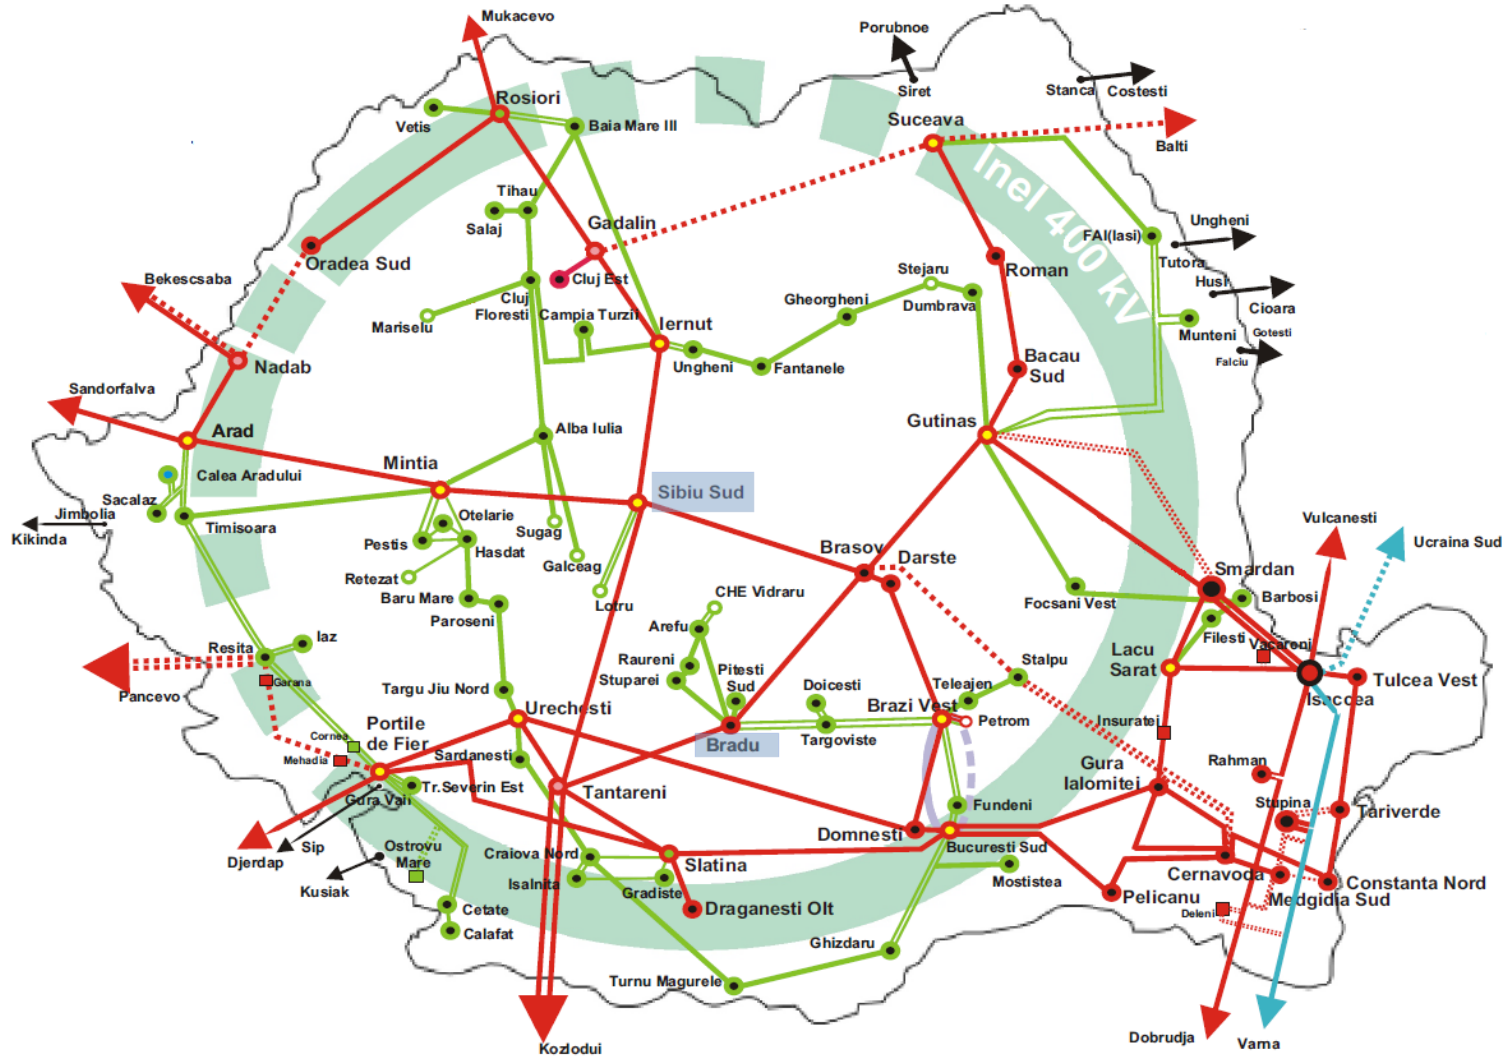 Mukacevo
Porubnoe
Siret
Stanca
Costesti
Rosiori
Vetis
Baia Mare III
Suceava
Balti
Inel 400 kV
Tihau
Salaj
Gadalin
Ungheni
FAI(Iasi)
Tutora
Oradea Sud
Cluj Est
Stejaru
Roman
Husi
Bekescsaba
Cluj
Floresti
Campia Turzii
Gheorgheni
Dumbrava
Cioara
Mariselu
Iernut
Munteni
Gotesti
Falciu
Nadab
Ungheni
Fantanele
Bacau
Sud
Sandorfalva
Arad
Alba Iulia
Gutinas
Mintia
Calea Aradului
Sibiu Sud
Sacalaz
Jimbolia
Kikinda
Timisoara
Otelarie
Sugag
Pestis
Hasdat
Vulcanesti
Ucraina Sud
Galceag
Brasov
Darste
Retezat
Smardan
Baru Mare
Lotru
CHE Vidraru
Focsani Vest
Barbosi
Paroseni
Arefu
Filesti
Resita
Iaz
Vacareni
Lacu
Sarat
Raureni
Stuparei
Pitesti
Sud
Stalpu
Tulcea Vest
Garana
Pancevo
Targu Jiu Nord
Doicesti
Teleajen
Isaccea
Urechesti
Brazi Vest
Petrom
Insuratei
Portile
de Fier
Cornea
Mehadia
Sardanesti
Bradu
Targoviste
Gura
Ialomitei
Rahman
Gura Vaii
Tr.Severin Est
Tantareni
Fundeni
Stupina
Tariverde
Djerdap
Sip
Ostrovu
Mare
Domnesti
Bucuresti Sud
Kusiak
Craiova Nord
Slatina
Isalnita
Gradiste
Mostistea
Cernavoda
Constanta Nord
Pelicanu
Medgidia Sud
Cetate
Draganesti Olt
Deleni
Calafat
Ghizdaru
Turnu Magurele
Kozlodui
Dobrudja
Varna